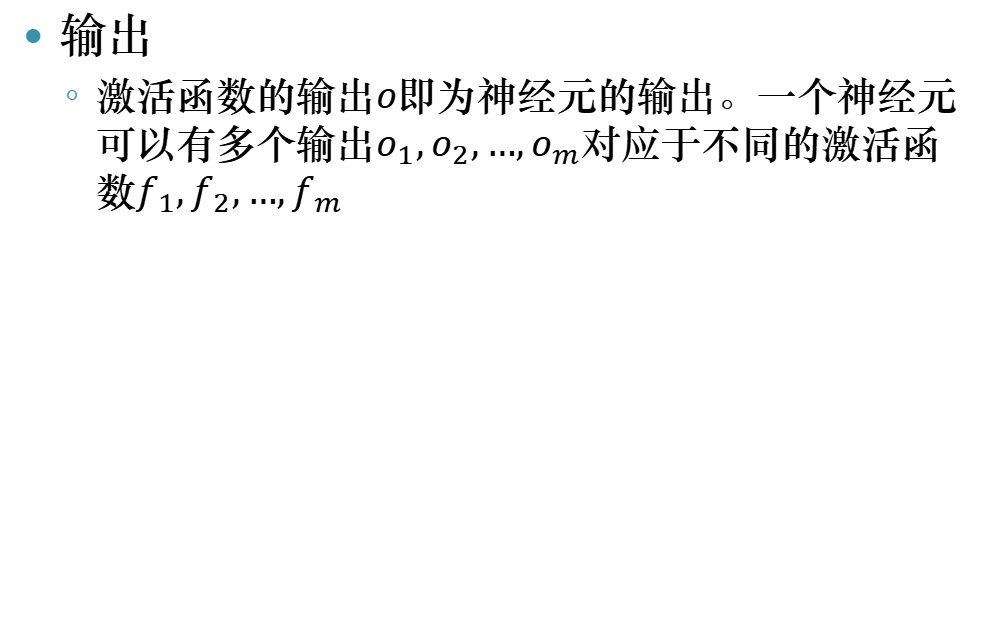 • 输出
◦ 激活函数的输出o即为神经元的输出。一个神经元
可以有多个输出o₁, o₂, …, oₘ对应于不同的激活函
数f₁, f₂, …, fₘ